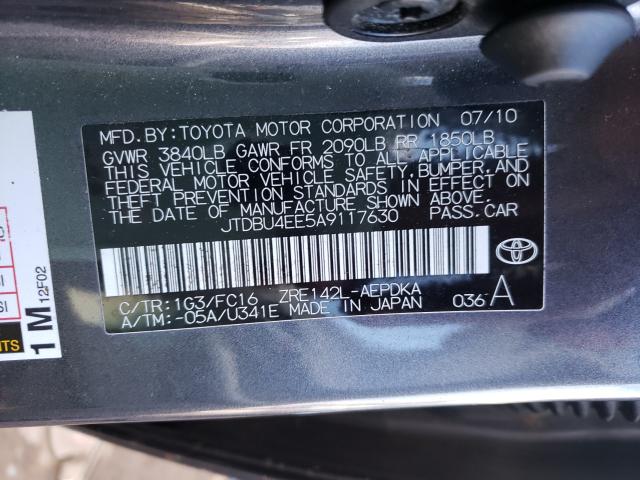 MFD. BY: TOYOTA MOTOR CORPORATION 07/10
GVWR 3840LB GAWR FR 2090LB RR 1850LB
THIS VEHICLE CONFORMS TO ALL APPLICABLE
FEDERAL MOTOR VEHICLE SAFETY, BUMPER, AND
THEFT PREVENTION STANDARDS IN EFFECT ON
THE DATE OF MANUFACTURE SHOWN ABOVE.
JTDBU4EE5A9117630 PASS. CAR
C/TR: 1G3/FC16 ZRE142L-AEPDKA
A/TM: -05A/U341E MADE IN JAPAN 036 A
1 M 12F02